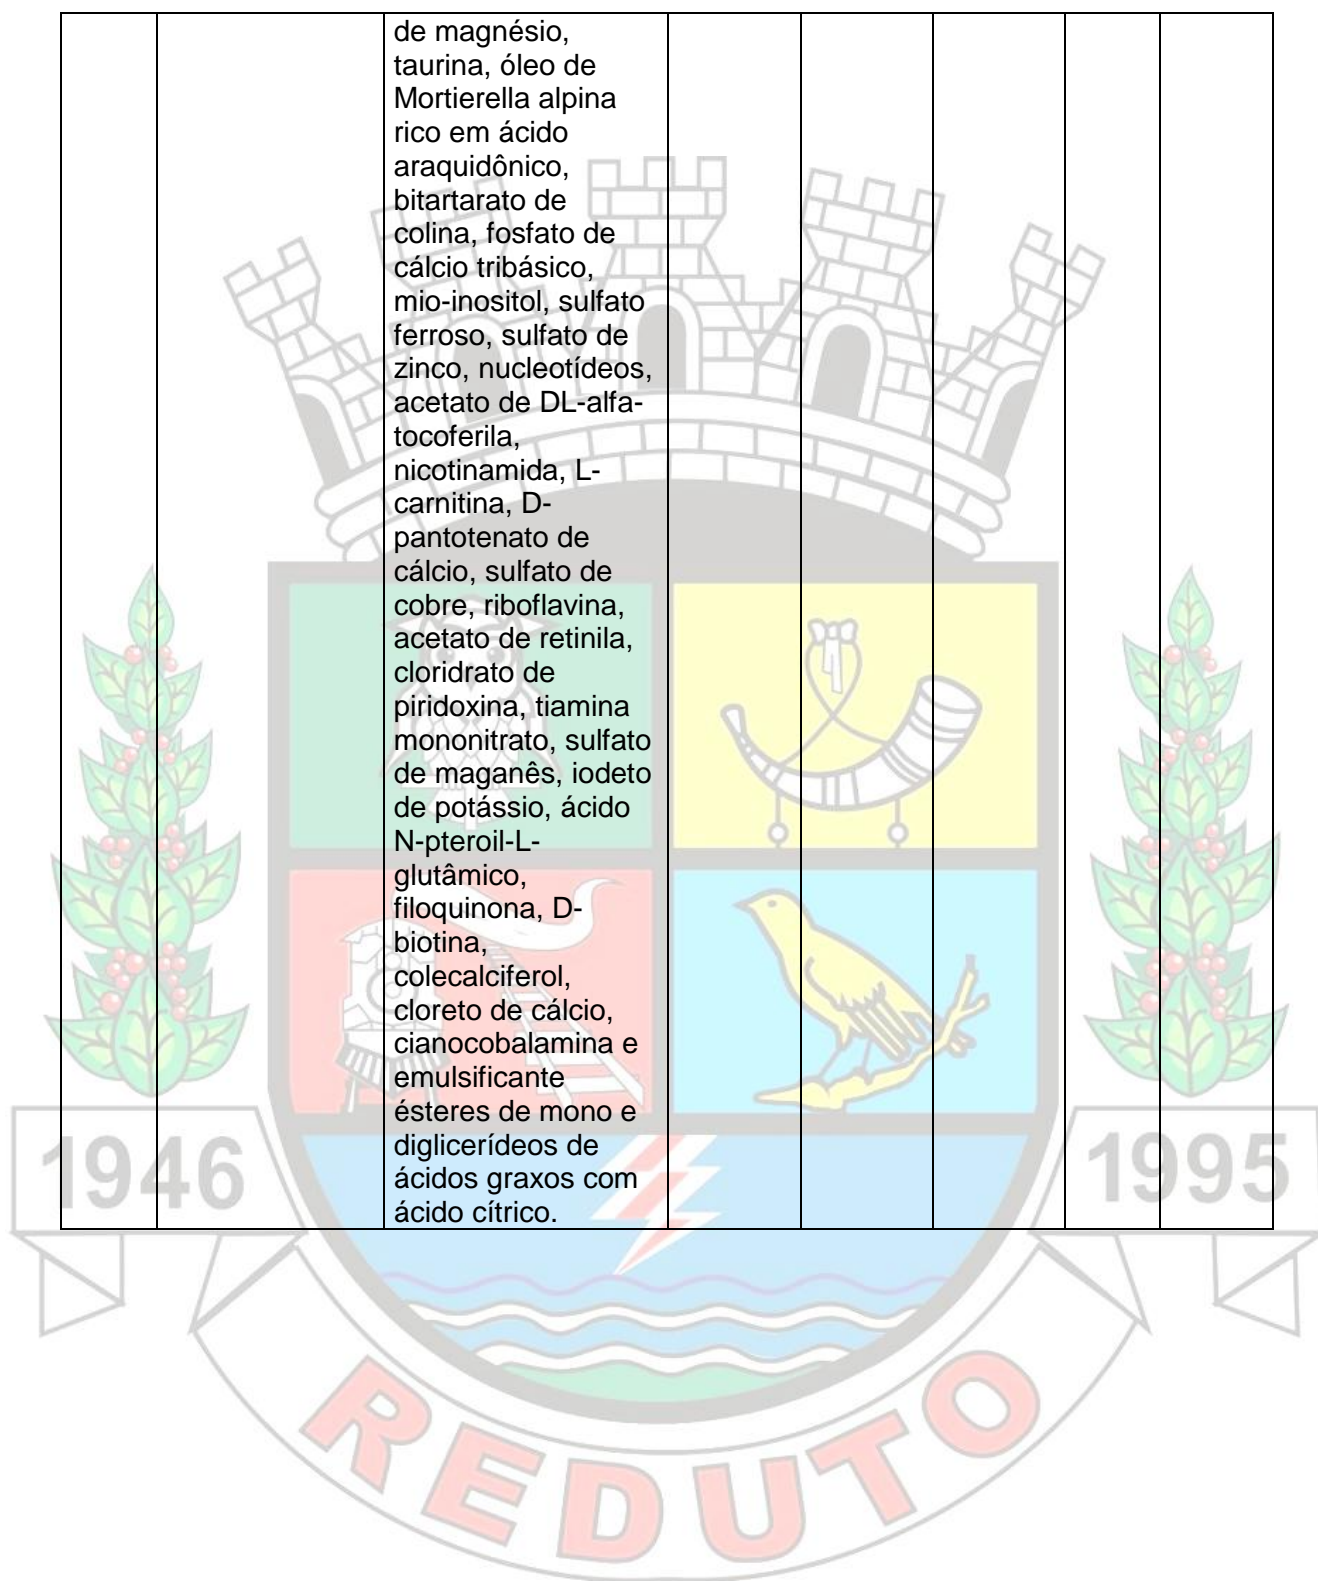 de magnésio,
taurina, óleo de
Mortierella alpina
rico em ácido
araquidônico,
bitartarato de
colina, fosfato de
cálcio tribásico,
mio-inositol, sulfato
ferroso, sulfato de
zinco, nucleotídeos,
acetato de DL-alfa-
tocoferila,
nicotinamida, L-
carnitina, D-
pantotenato de
cálcio, sulfato de
cobre, riboflavina,
acetato de retinila,
cloridrato de
piridoxina, tiamina
mononitrato, sulfato
de maganês, iodeto
de potássio, ácido
N-pteroil-L-
glutâmico,
filoquinona, D-
biotina,
colecalciferol,
cloreto de cálcio,
cianocobalamina e
emulsificante
ésteres de mono e
diglicerídeos de
ácidos graxos com
ácido cítrico.
1946
1995
REDUTO